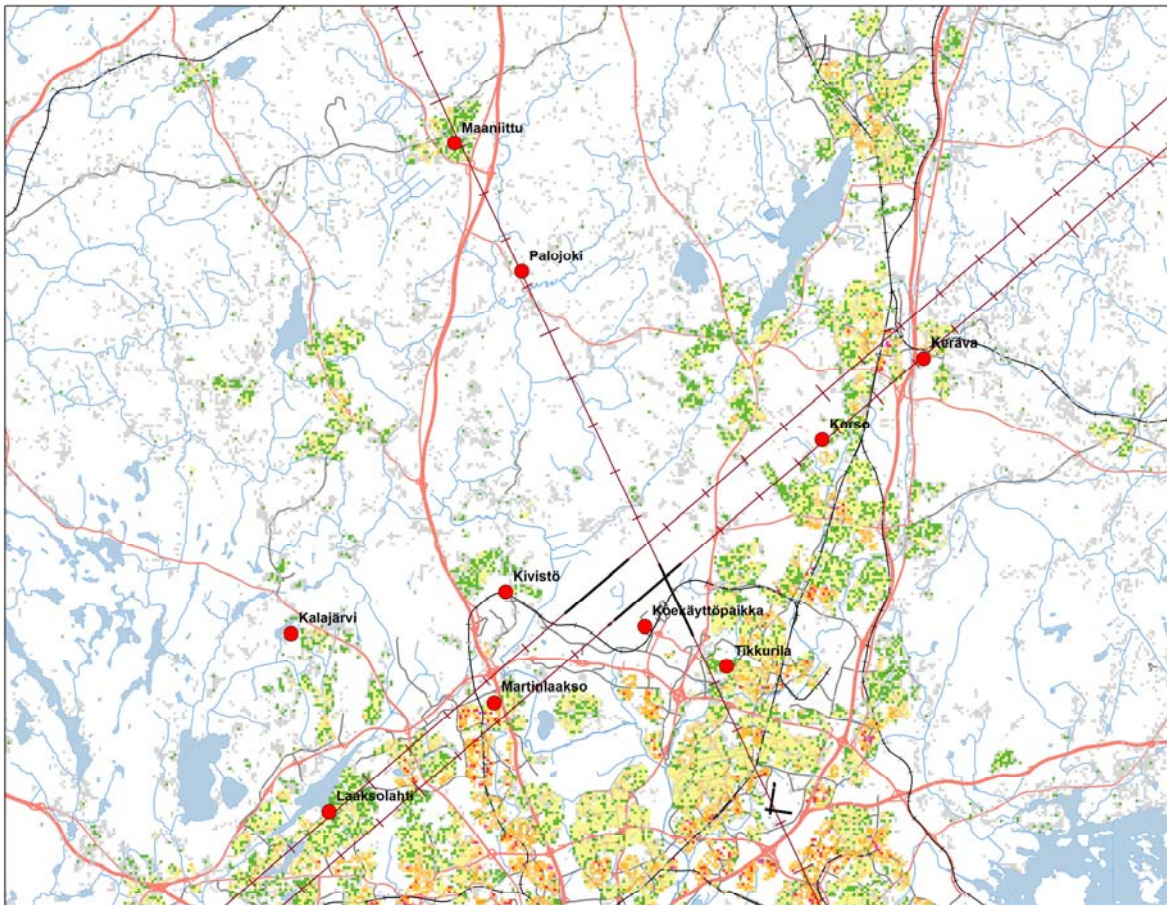 Maaniittu
Palojoki
Kerava
Korso
Kivistö
Koekäyttöpaikka
Kalajärvi
Tikkurila
Martinlaakso
Laaksolahti